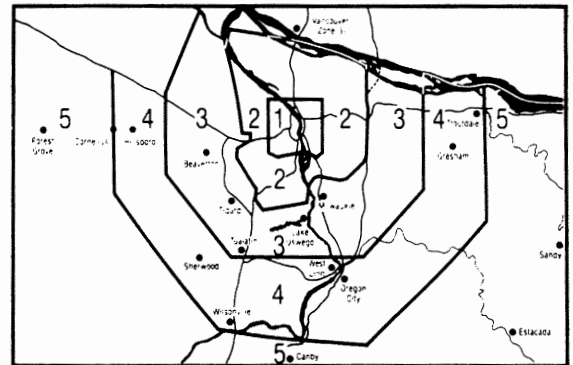 Vancouver
Zone 3
1
2
2
3
3
4
4
5
5
Troutdale
Forest
Grove
Cornelius
Hillsboro
Beaverton
Gresham
2
Tigard
Milwaukie
Lake
Oswego
Tualatin
3
Sandy
Sherwood
West
Linn
Oregon
City
4
Wilsonville
Estacada
5
Canby